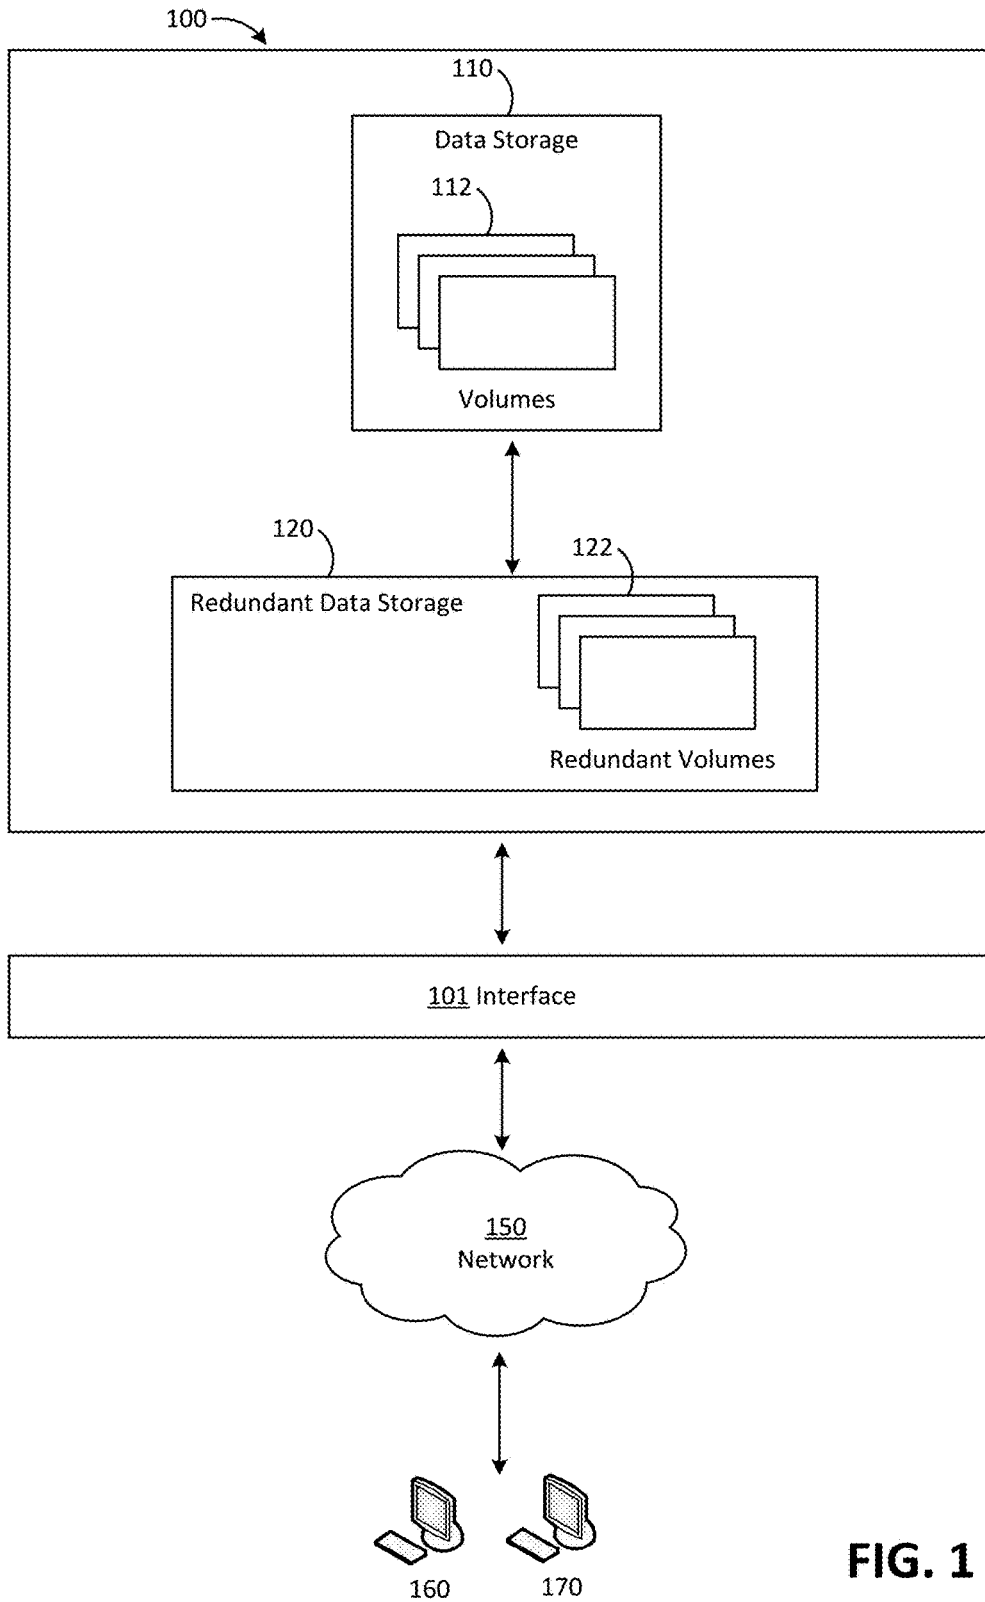 100
110
Data Storage
112
Volumes
120
122
Redundant Data Storage
Redundant Volumes
101 Interface
150
Network
160
170
FIG. 1